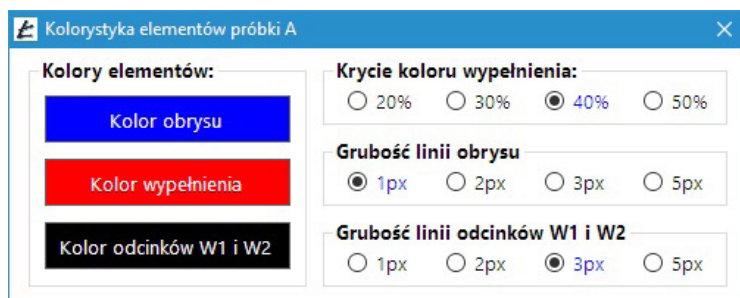 Kolorystyka elementów próbki A
Kolory elementów:
Kolor obrysu
Kolor wypełnienia
Kolor odcinków W1 i W2
Krycie koloru wypełnienia:
20% 30% 40% 50%
Grubość linii obrysu
1px 2px 3px 5px
Grubość linii odcinków W1 i W2
1px 2px 3px 5px